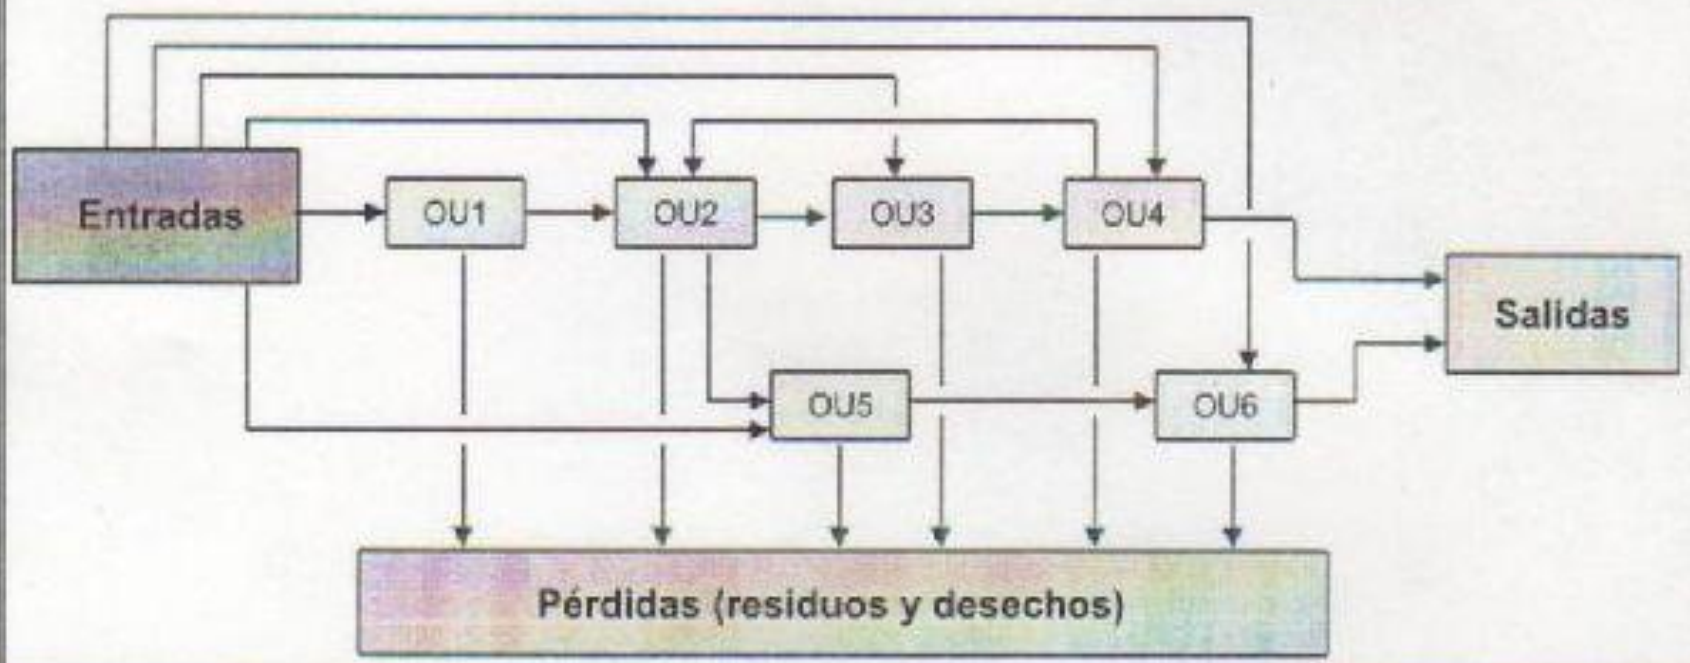 Entradas
OU1
OU2
OU3
OU4
Salidas
OU5
OU6
Pérdidas (residuos y desechos)